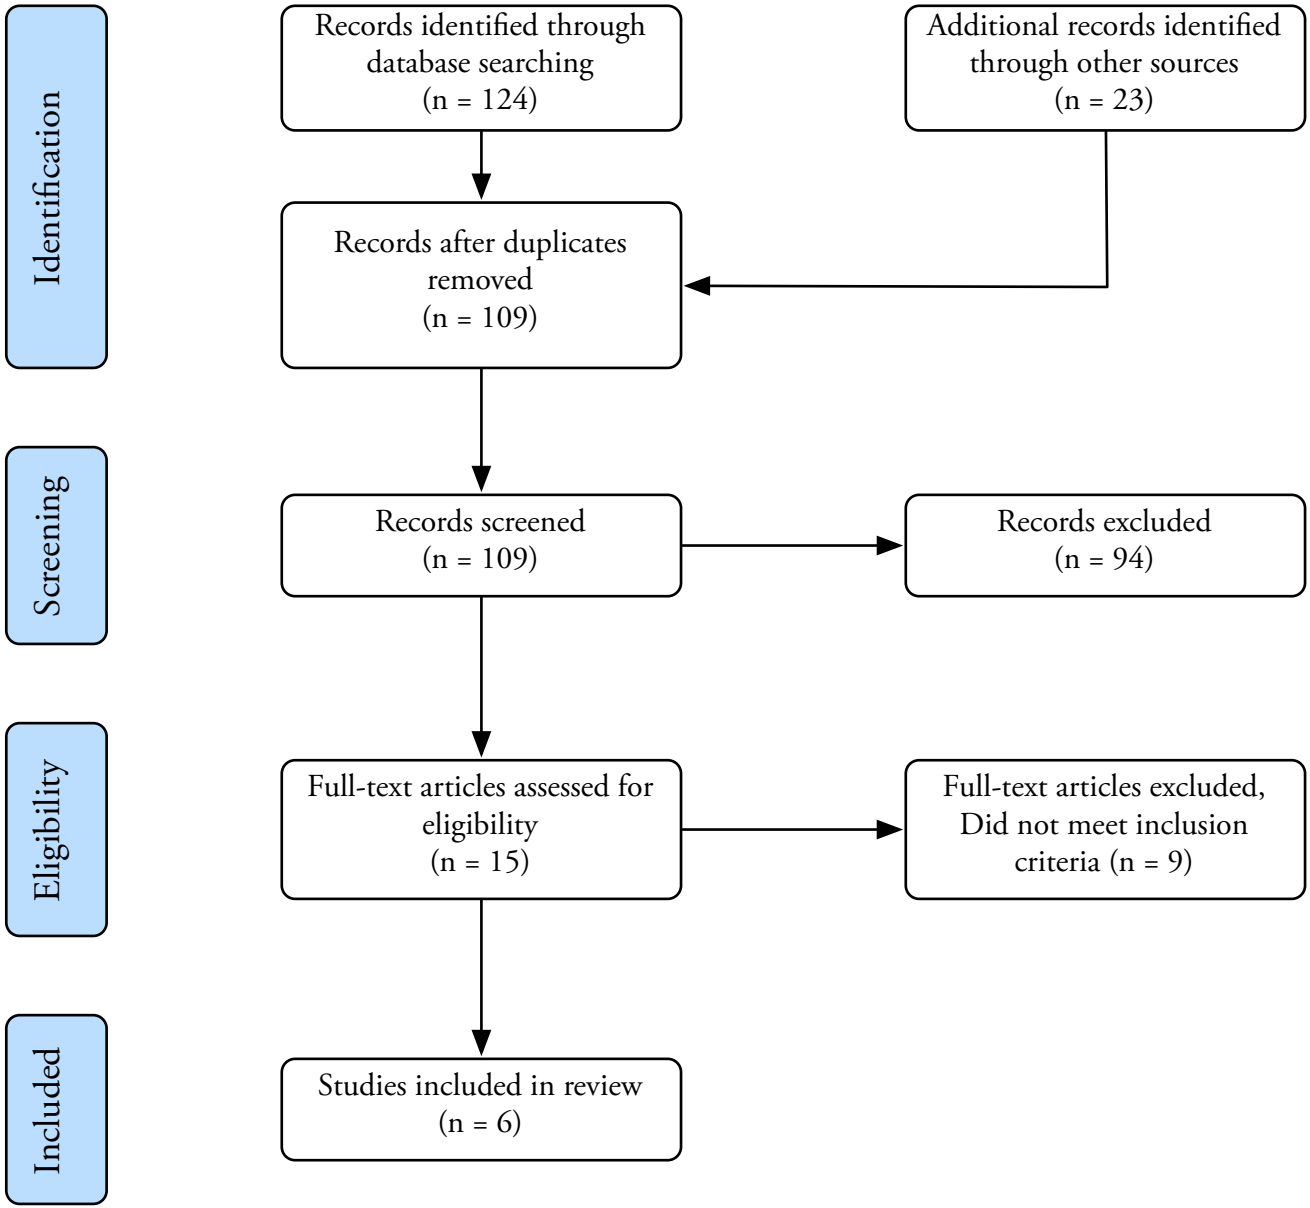 Identification
Records identified through
database searching
(n = 124)
Additional records identified
through other sources
(n = 23)
Records after duplicates
removed
(n = 109)
Screening
Records screened
(n = 109)
Records excluded
(n = 94)
Eligibility
Full-text articles assessed for
eligibility
(n = 15)
Full-text articles excluded,
Did not meet inclusion
criteria (n = 9)
Included
Studies included in review
(n = 6)